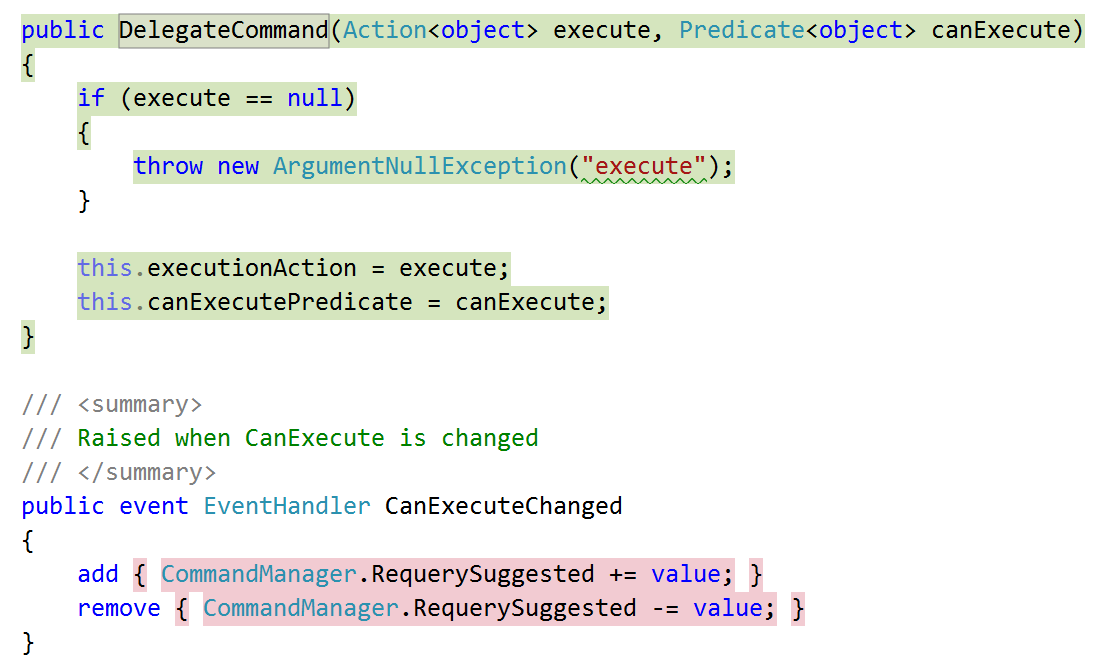 public DelegateCommand(Action<object> execute, Predicate<object> canExecute)
{
    if (execute == null)
    {
        throw new ArgumentNullException("execute");
    }

    this.executionAction = execute;
    this.canExecutePredicate = canExecute;
}

/// <summary>
/// Raised when CanExecute is changed
/// </summary>
public event EventHandler CanExecuteChanged
{
    add { CommandManager.RequerySuggested += value; }
    remove { CommandManager.RequerySuggested -= value; }
}